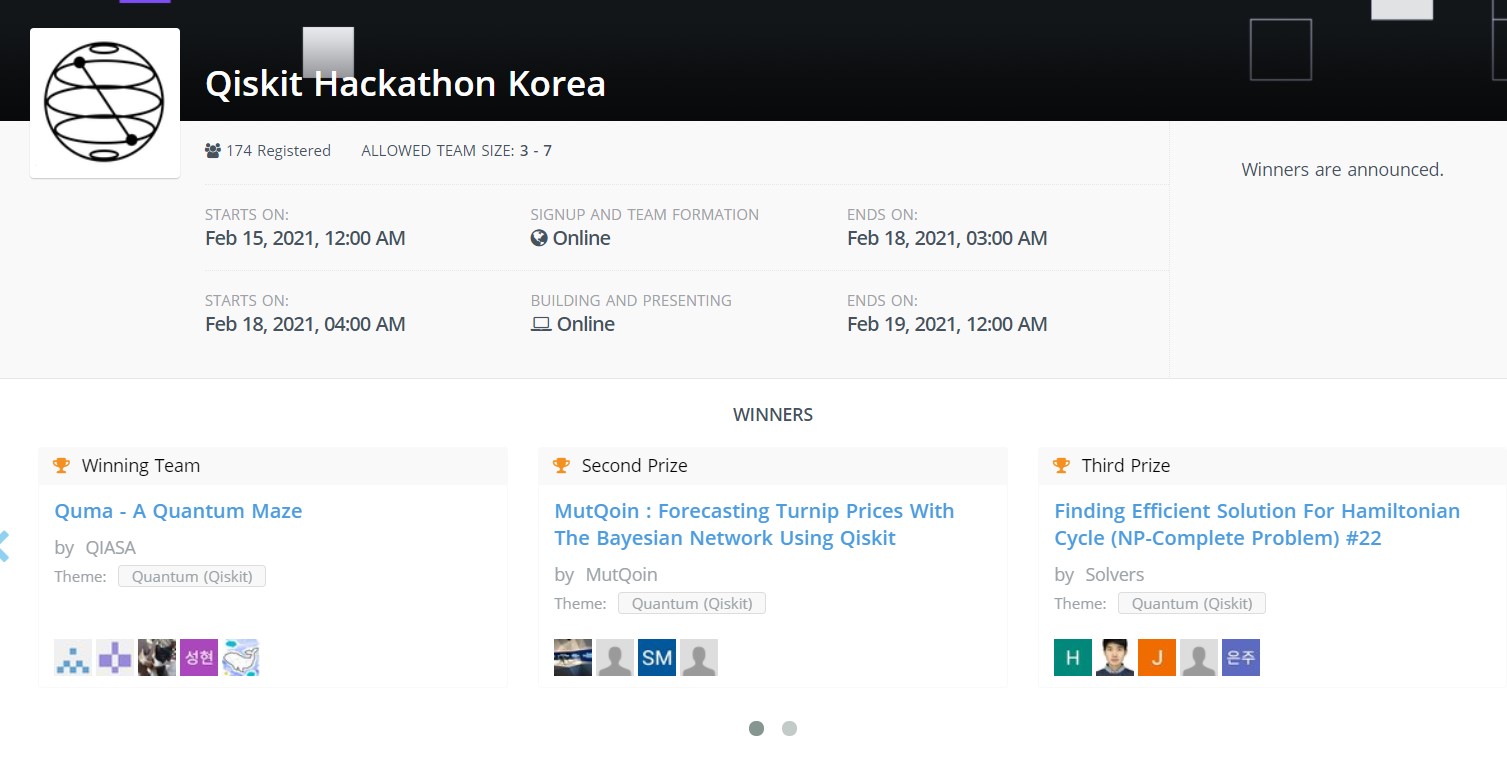 Qiskit Hackathon Korea
174 Registered ALLOWED TEAM SIZE: 3 - 7
Winners are announced.
STARTS ON: SIGNUP AND TEAM FORMATION ENDS ON:
Feb 15, 2021, 12:00 AM Online Feb 18, 2021, 03:00 AM
STARTS ON: BUILDING AND PRESENTING ENDS ON:
Feb 18, 2021, 04:00 AM Online Feb 19, 2021, 12:00 AM
WINNERS
Winning Team
Quma - A Quantum Maze
by QIASA
Theme: Quantum (Qiskit)
성현
Second Prize
MutQoin : Forecasting Turnip Prices With
The Bayesian Network Using Qiskit
by MutQoin
Theme: Quantum (Qiskit)
SM
Third Prize
Finding Efficient Solution For Hamiltonian
Cycle (NP-Complete Problem) #22
by Solvers
Theme: Quantum (Qiskit)
H J 은주